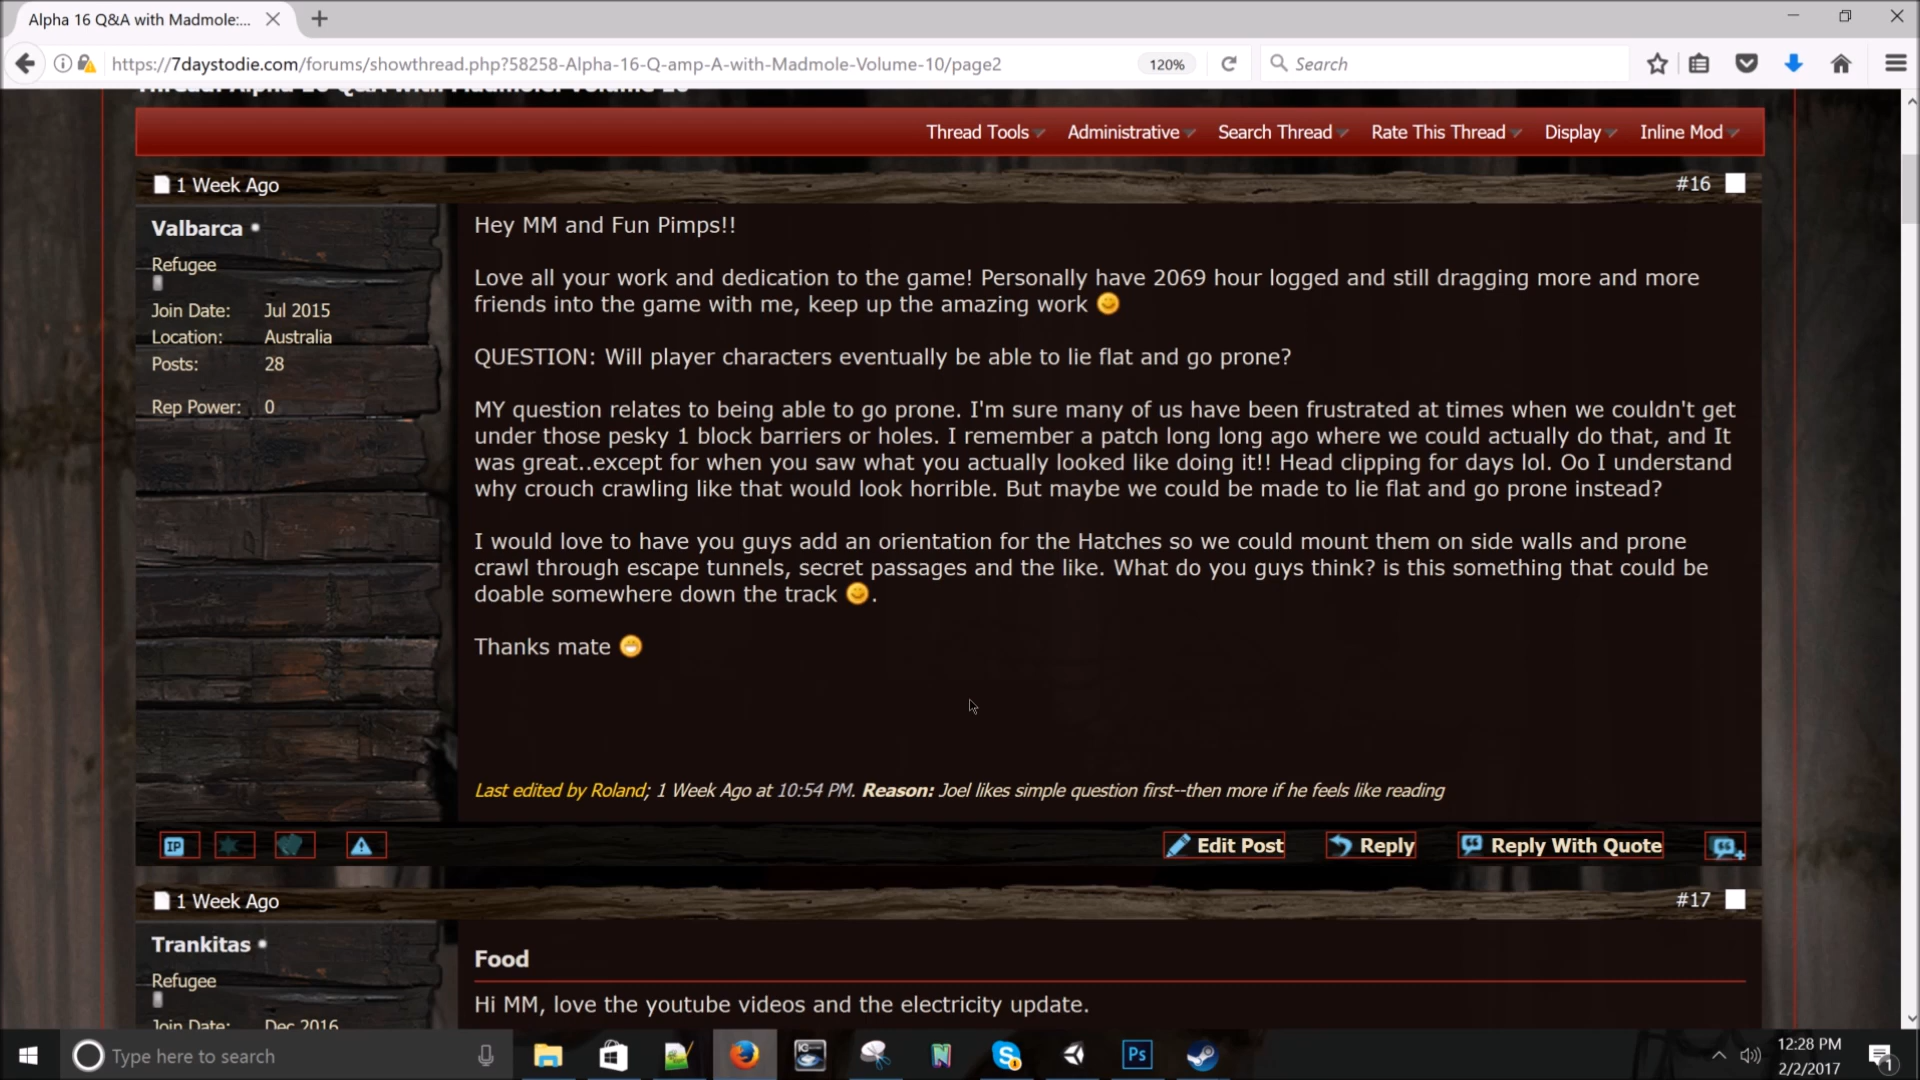 Alpha 16 Q&A with Madmole:...
https://7daystodie.com/forums/showthread.php?58258-Alpha-16-Q-amp-A-with-Madmole-Volume-10/page2
120%
Search
Thread Tools
Administrative
Search Thread
Rate This Thread
Display
Inline Mod
1 Week Ago
#16
Valbarca
Refugee
Join Date: Jul 2015
Location: Australia
Posts: 28
Rep Power: 0
Hey MM and Fun Pimps!!
Love all your work and dedication to the game! Personally have 2069 hour logged and still dragging more and more
friends into the game with me, keep up the amazing work
QUESTION: Will player characters eventually be able to lie flat and go prone?
MY question relates to being able to go prone. I'm sure many of us have been frustrated at times when we couldn't get
under those pesky 1 block barriers or holes. I remember a patch long long ago where we could actually do that, and It
was great..except for when you saw what you actually looked like doing it!! Head clipping for days lol. Oo I understand
why crouch crawling like that would look horrible. But maybe we could be made to lie flat and go prone instead?
I would love to have you guys add an orientation for the Hatches so we could mount them on side walls and prone
crawl through escape tunnels, secret passages and the like. What do you guys think? is this something that could be
doable somewhere down the track .
Thanks mate
Last edited by Roland; 1 Week Ago at 10:54 PM. Reason: Joel likes simple question first--then more if he feels like reading
IP
Edit Post
Reply
Reply With Quote
1 Week Ago
#17
Trankitas
Refugee
Join Date: Dec 2016
Food
Hi MM, love the youtube videos and the electricity update.
Type here to search
Ps
12:28 PM
2/2/2017
1